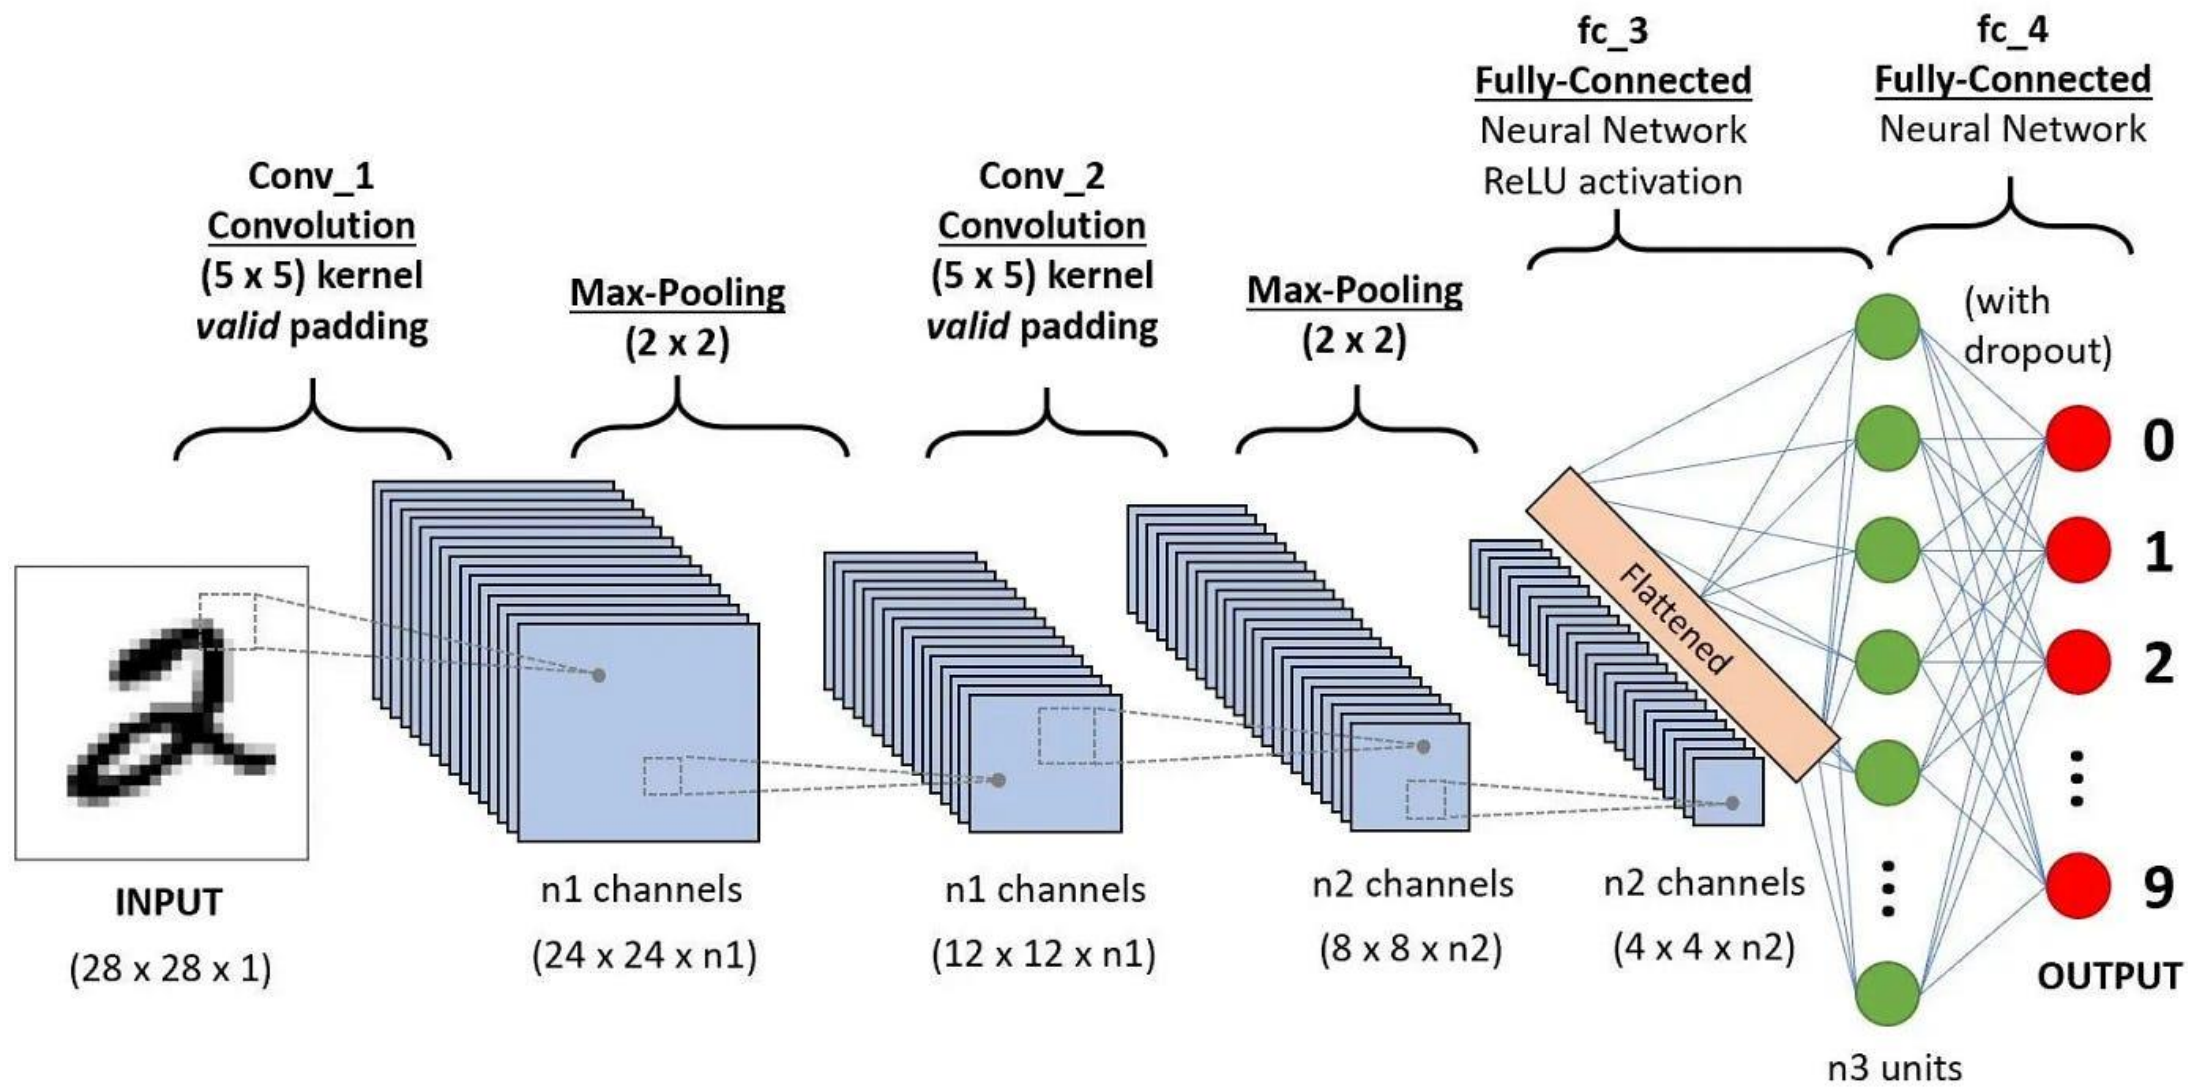 Conv_1
Convolution
(5 x 5) kernel
valid padding
Max-Pooling
(2 x 2)
Conv_2
Convolution
(5 x 5) kernel
valid padding
Max-Pooling
(2 x 2)
fc_3
Fully-Connected
Neural Network
ReLU activation
fc_4
Fully-Connected
Neural Network
(with
dropout)
Flattened
0
1
2
9
INPUT
(28 x 28 x 1)
n1 channels
(24 x 24 x n1)
n1 channels
(12 x 12 x n1)
n2 channels
(8 x 8 x n2)
n2 channels
(4 x 4 x n2)
n3 units
OUTPUT
2